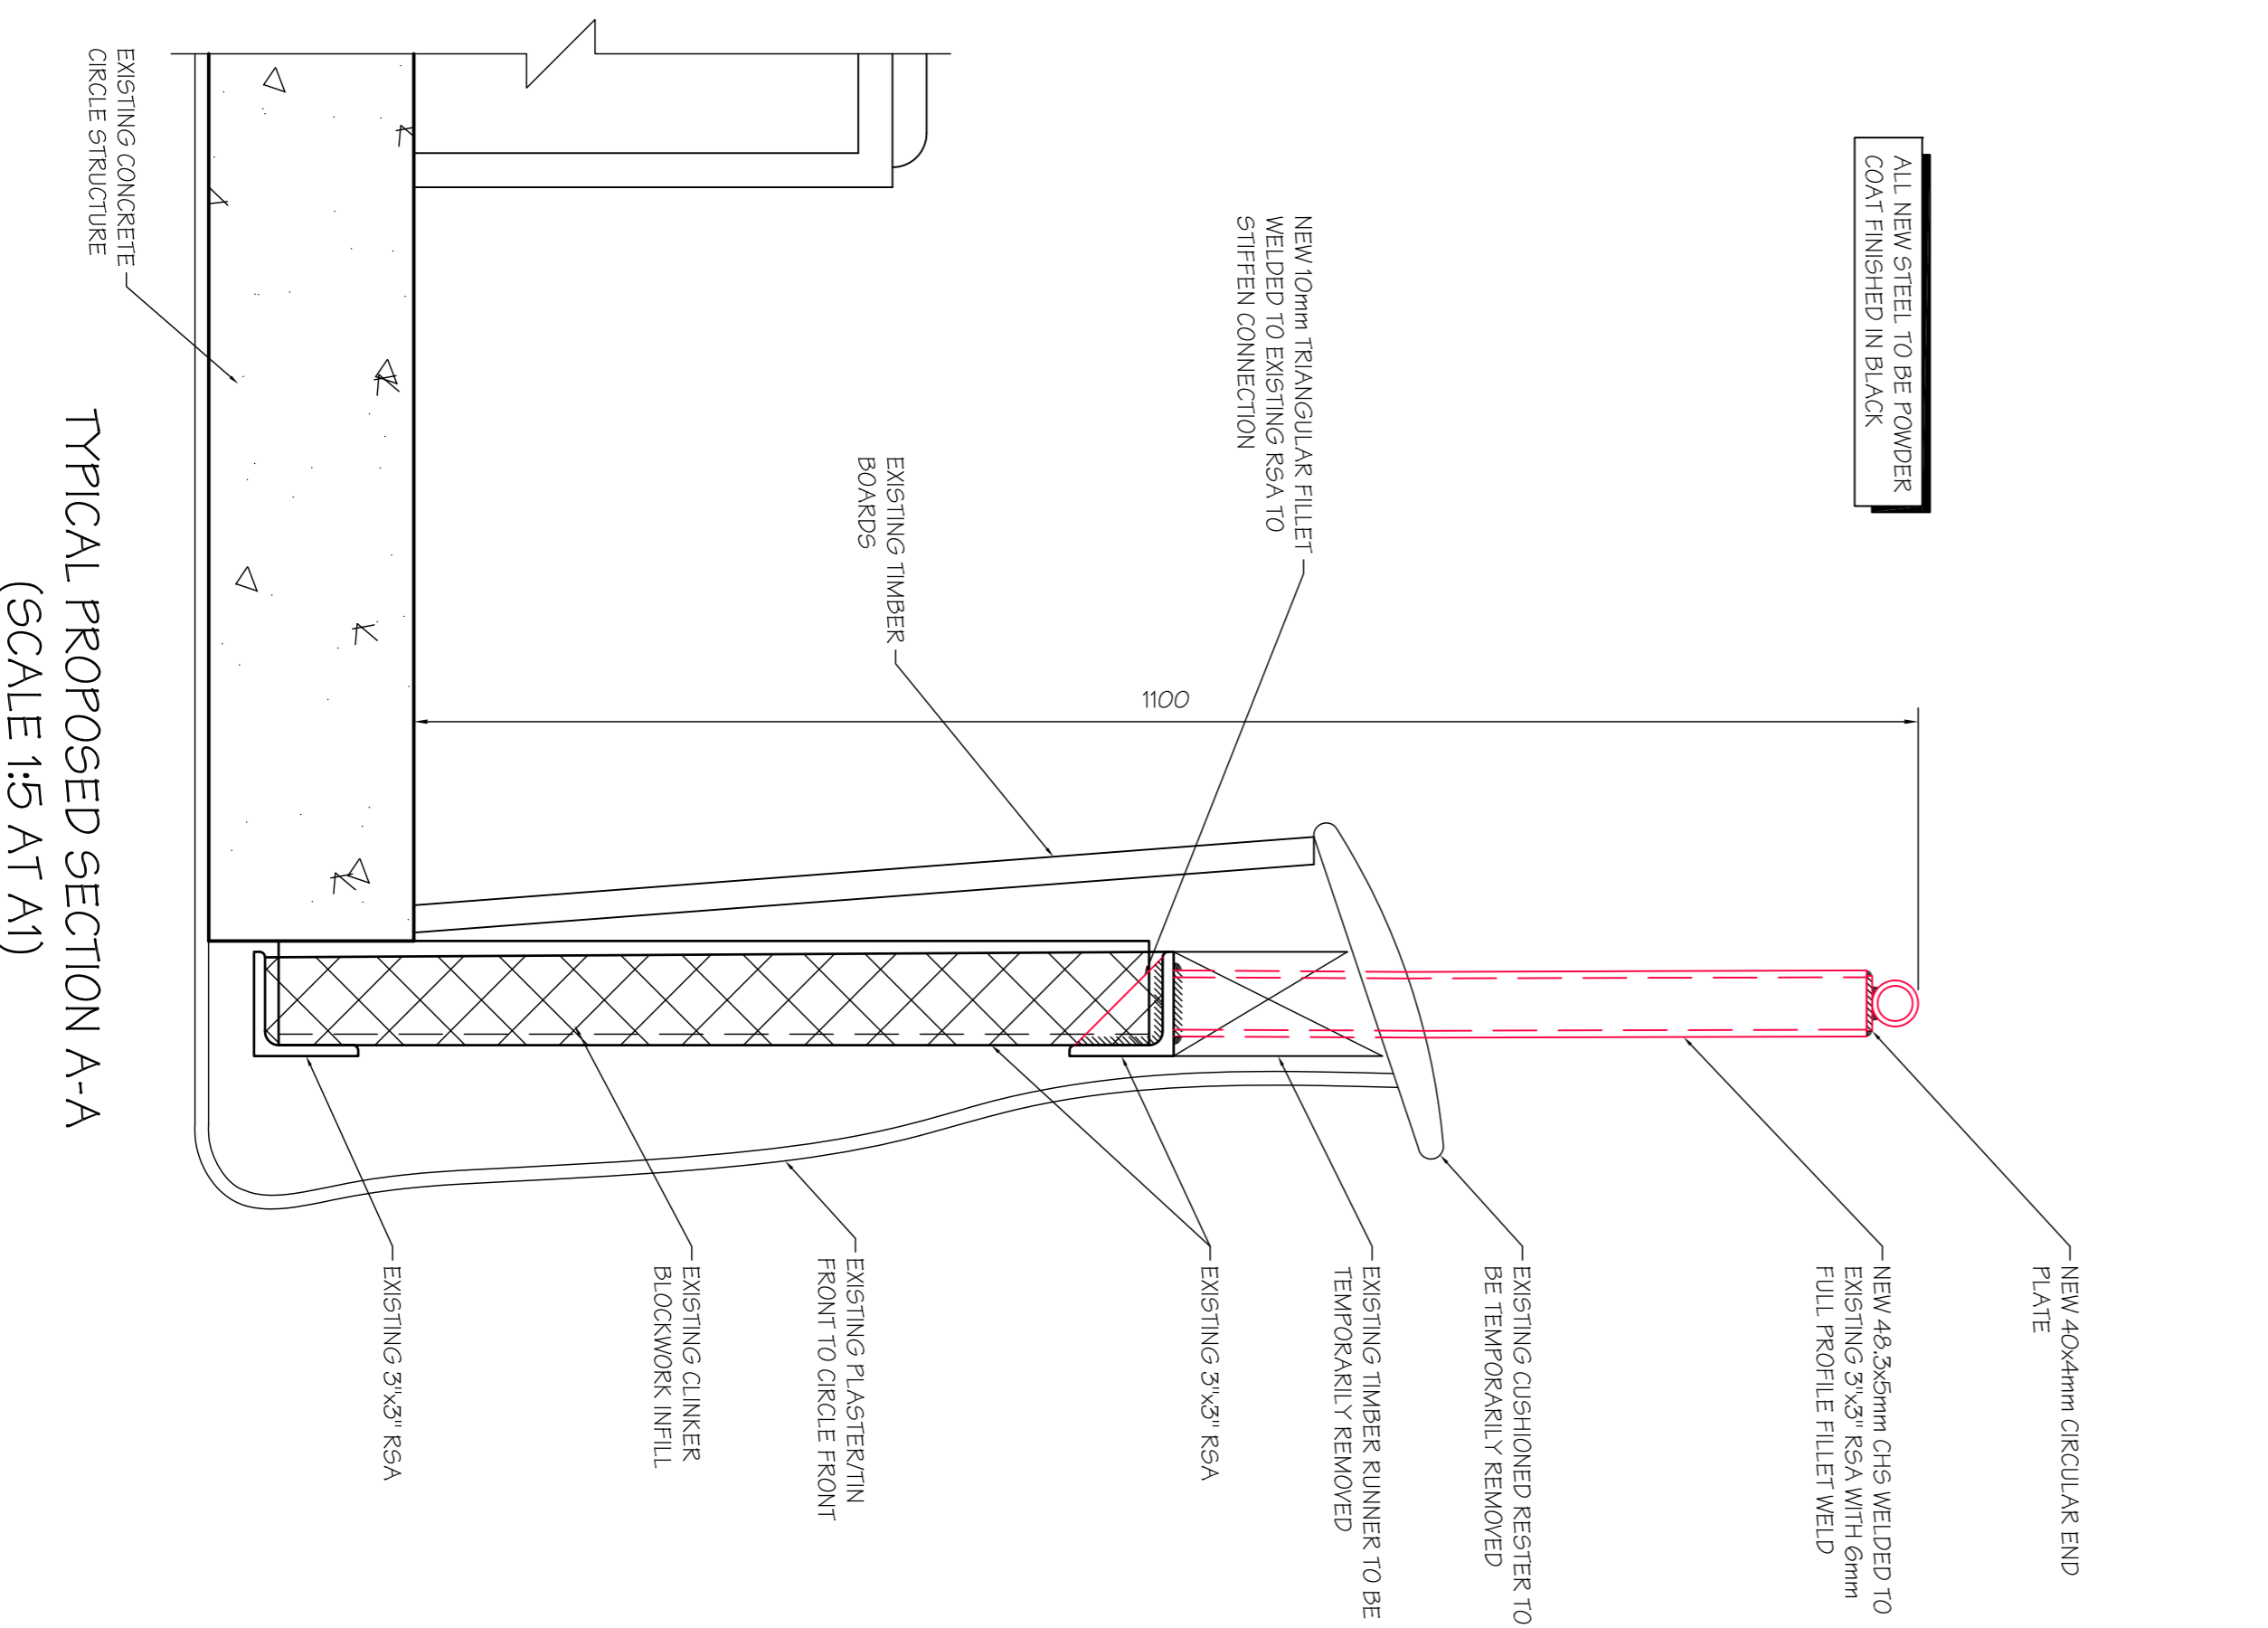 ALL NEW STEEL TO BE POWDER
COAT FINISHED IN BLACK
NEW 40x4mm CIRCULAR END
PLATE
NEW 48.3x5mm CHS WELDED TO
EXISTING 3"x3" RSA WITH 6mm
FULL PROFILE FILLET WELD
EXISTING CUSHIONED RESTER TO
BE TEMPORARILY REMOVED
EXISTING TIMBER RUNNER TO BE
TEMPORARILY REMOVED
NEW 10mm TRIANGULAR FILLET
WELDED TO EXISTING RSA TO
STIFFEN CONNECTION
1100
EXISTING 3"x3" RSA
EXISTING TIMBER
BOARDS
EXISTING PLASTER/TIN
FRONT TO CIRCLE FRONT
EXISTING CLINKER
BLOCKWORK INFILL
EXISTING 3"x3" RSA
EXISTING CONCRETE
CIRCLE STRUCTURE
TYPICAL PROPOSED SECTION A-A
(SCALE 1:5 AT A1)